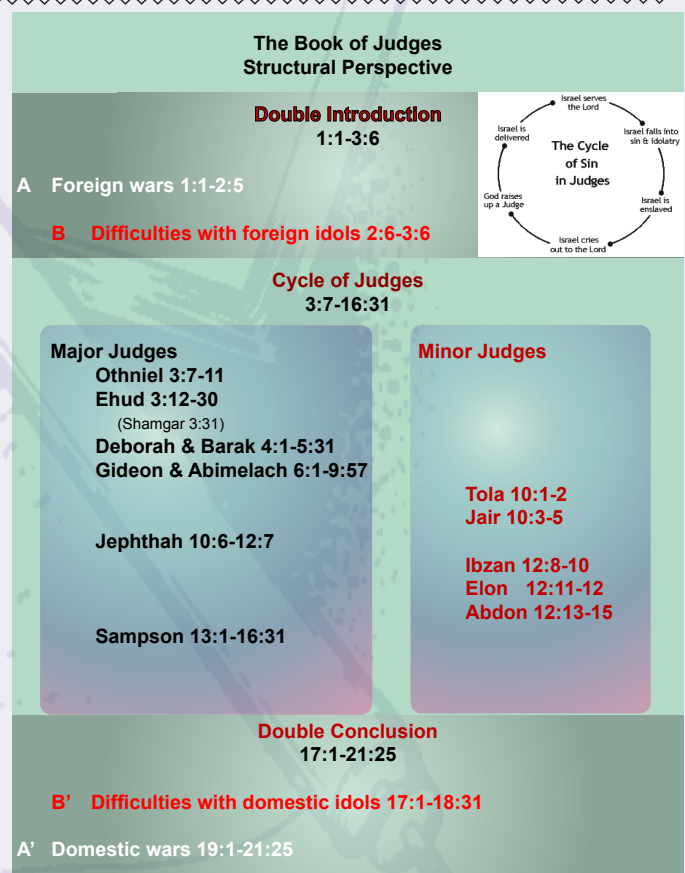 The Book of Judges
Structural Perspective
Double Introduction
1:1-3:6
A Foreign wars 1:1-2:5
B Difficulties with foreign idols 2:6-3:6
The Cycle
of Sin
in Judges
Israel serves
the Lord
Israel falls into
sin & idolatry
Israel is
enslaved
Israel cries
out to the Lord
God raises
up a Judge
Israel is
delivered
Cycle of Judges
3:7-16:31
Major Judges
Othniel 3:7-11
Ehud 3:12-30
(Shamgar 3:31)
Deborah & Barak 4:1-5:31
Gideon & Abimelach 6:1-9:57
Jephthah 10:6-12:7
Sampson 13:1-16:31
Minor Judges
Tola 10:1-2
Jair 10:3-5
Ibzan 12:8-10
Elon 12:11-12
Abdon 12:13-15
Double Conclusion
17:1-21:25
B’ Difficulties with domestic idols 17:1-18:31
A’ Domestic wars 19:1-21:25